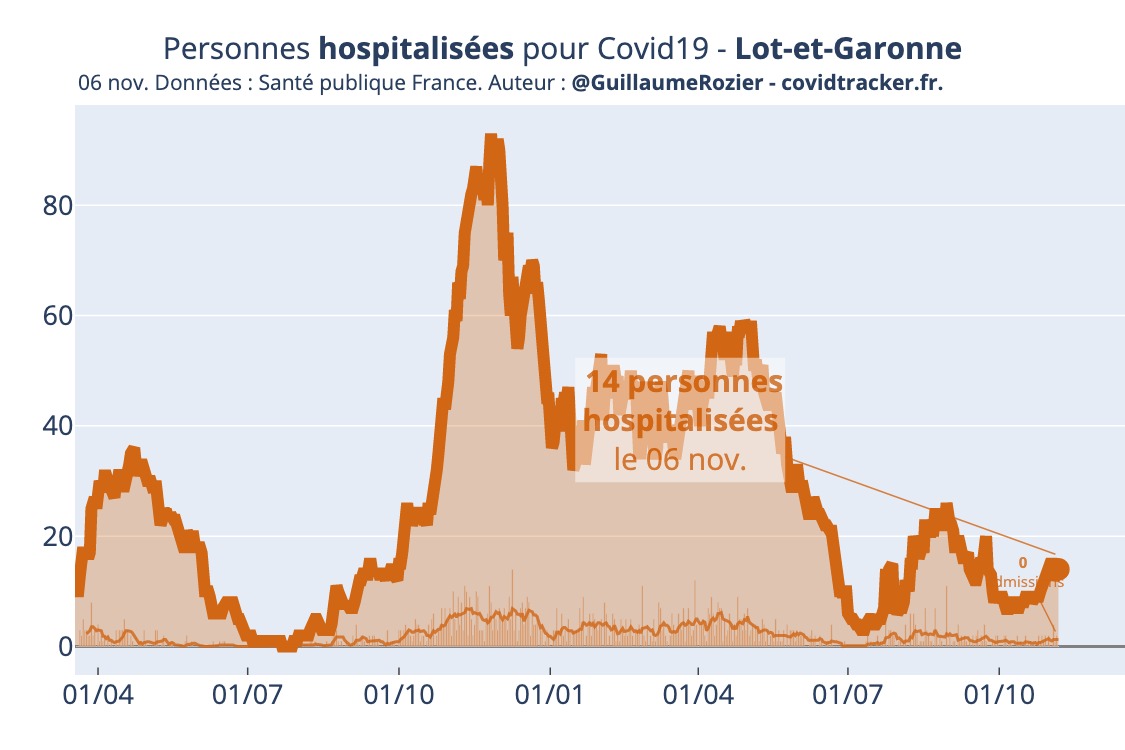 Personnes hospitalisées pour Covid19 - Lot-et-Garonne
06 nov. Données : Santé publique France. Auteur : @GuillaumeRozier - covidtracker.fr.
80
60
40
20
0
14 personnes
hospitalisées
le 06 nov.
0
01/04
01/07
01/10
01/01
01/04
01/07
01/10